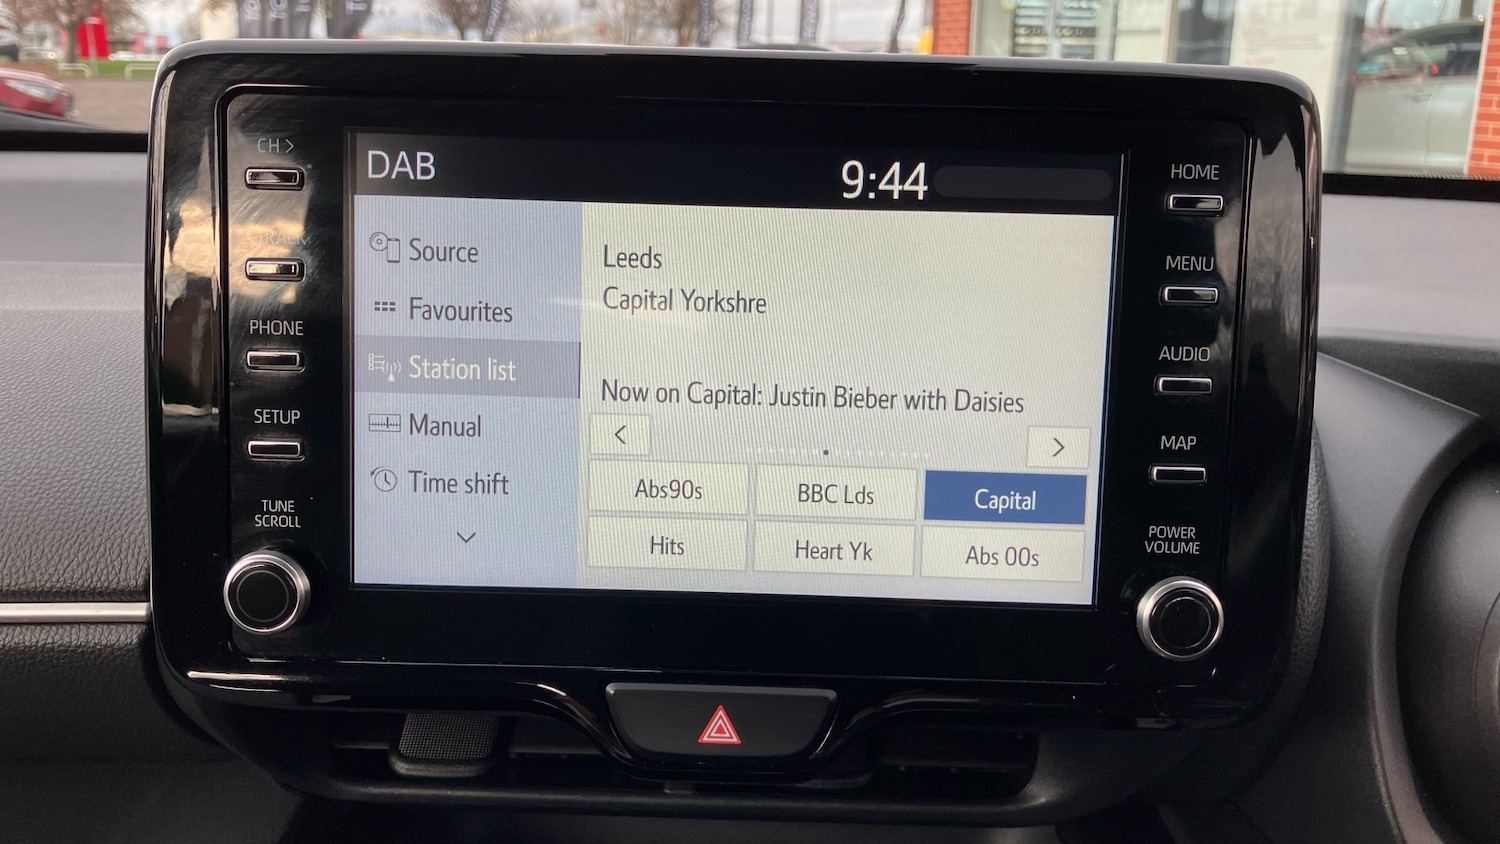 CH >
TRACK
PHONE
SETUP
TUNE
SCROLL
DAB
9:44
Source
Favourites
Station list
Manual
Time shift
Leeds
Capital Yorkshre
Now on Capital: Justin Bieber with Daisies
<
>
Abs90s
BBC Lds
Capital
Hits
Heart Yk
Abs 00s
HOME
MENU
AUDIO
MAP
POWER
VOLUME